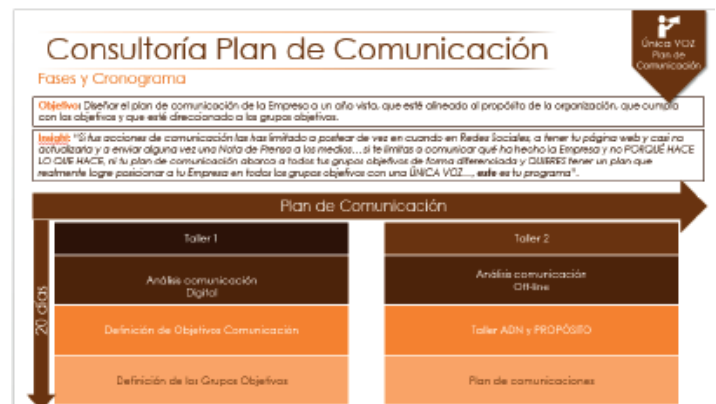 Consultoría Plan de Comunicación
Única VOZ
Plan de
Comunicación
Fases y Cronograma
Objetivo: Diseñar el plan de comunicación de la Empresa a un año vista, que esté alineado al propósito de la organización, que cumpla
con los objetivos y que esté direccionado a los grupos objetivos.
Insight: "Si tus acciones de comunicación las has limitado a postear de vez en cuando en Redes Sociales, a tener tu página web y casi no
actualizarla y a enviar alguna vez una Nota de Prensa a los medios…si te limitas a comunicar qué ha hecho la Empresa y no PORQUÉ HACE
LO QUE HACE, ni tu plan de comunicación abarca a todos tus grupos objetivos de forma diferenciada y QUIERES tener un plan que
realmente logre posicionar a tu Empresa en todos los grupos objetivos con una ÚNICA VOZ…, este es tu programa".
Plan de Comunicación
20 días
Taller 1
Taller 2
Análisis comunicación
Digital
Análisis comunicación
Off-line
Definición de Objetivos Comunicación
Taller ADN y PROPÓSITO
Definición de los Grupos Objetivos
Plan de comunicaciones